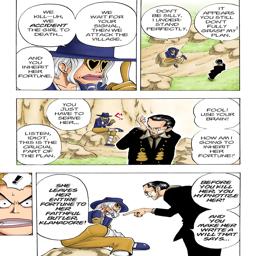 IT
APPEARS
YOU STILL
DON'T
FULLY
GRASP MY
PLAN.
DON'T
BE SILLY,
I UNDER-
STAND
PERFECTLY.
WE
WAIT FOR
YOUR
SIGNAL,
THEN WE
ATTACK THE
VILLAGE.
WE
KILL--UH,
WE
ACCIDENT
THE GIRL TO
DEATH...
AND
YOU
INHERIT
HER
FORTUNE.
FOOL!
USE YOUR
BRAIN!
HOW AM I
GOING TO
INHERIT
HER
FORTUNE?
YOU
JUST HAVE
TO SERVE
HER...
LISTEN,
IDIOT,
THIS IS THE
CRUCIAL
PART OF THE
PLAN.
BEFORE
YOU KILL
HER, YOU
HYPNOTIZE
HER!
AND
YOU
MAKE HER
WRITE A WILL
THAT
SAYS...
SHE
LEAVES
HER ENTIRE
FORTUNE TO
HER
FAITHFUL
BUTLER,
KLAHADORE!